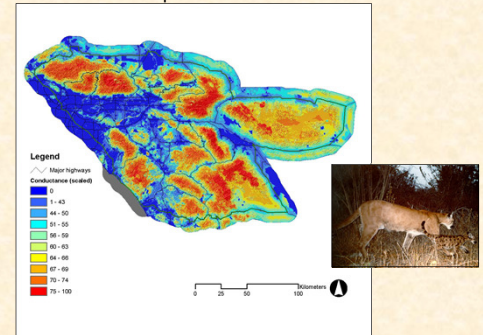 Legend
Major highways
Conductance (scaled)
0
1 - 43
44 - 50
51 - 55
56 - 59
60 - 63
64 - 66
67 - 69
70 - 74
75 - 100
Kilometers
0 25 50 100